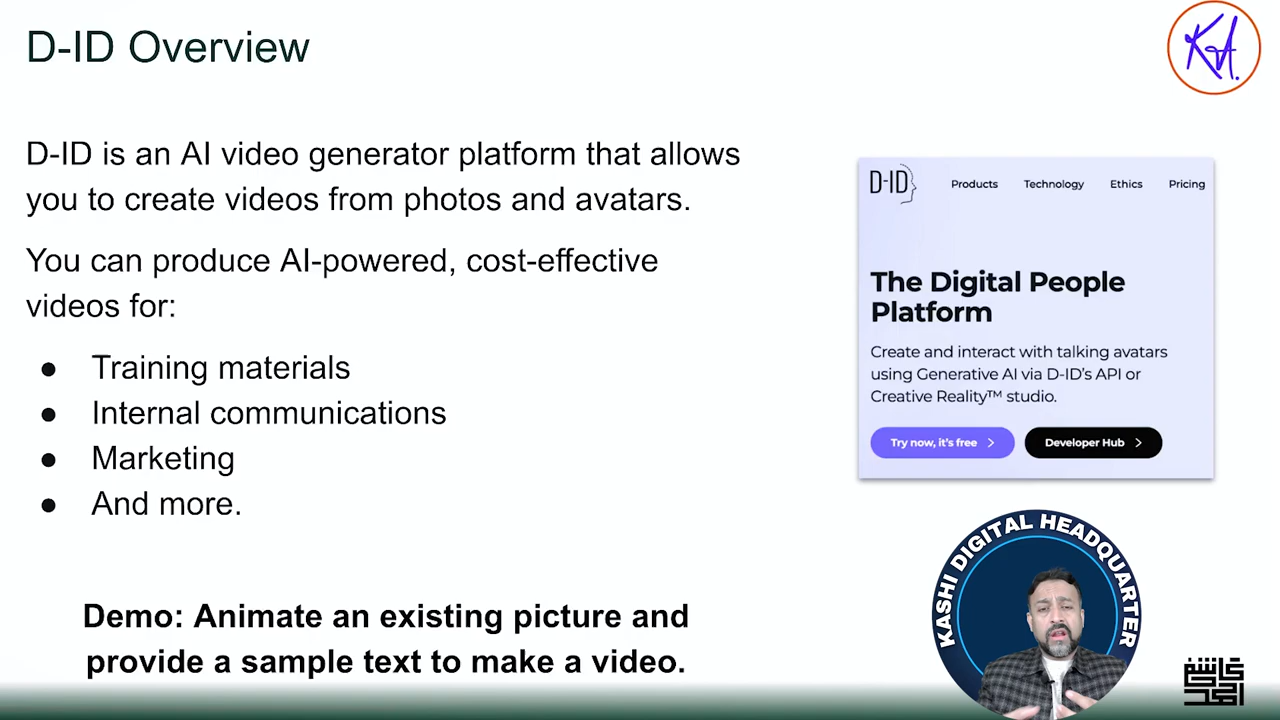 D-ID Overview
KA.
D-ID is an AI video generator platform that allows
you to create videos from photos and avatars.
You can produce AI-powered, cost-effective
videos for:
● Training materials
● Internal communications
● Marketing
● And more.
Demo: Animate an existing picture and
provide a sample text to make a video.
D-ID Products Technology Ethics Pricing
The Digital People
Platform
Create and interact with talking avatars
using Generative AI via D-ID's API or
Creative Reality™ studio.
Try now, it's free > Developer Hub >
KASHI DIGITAL HEADQUARTER